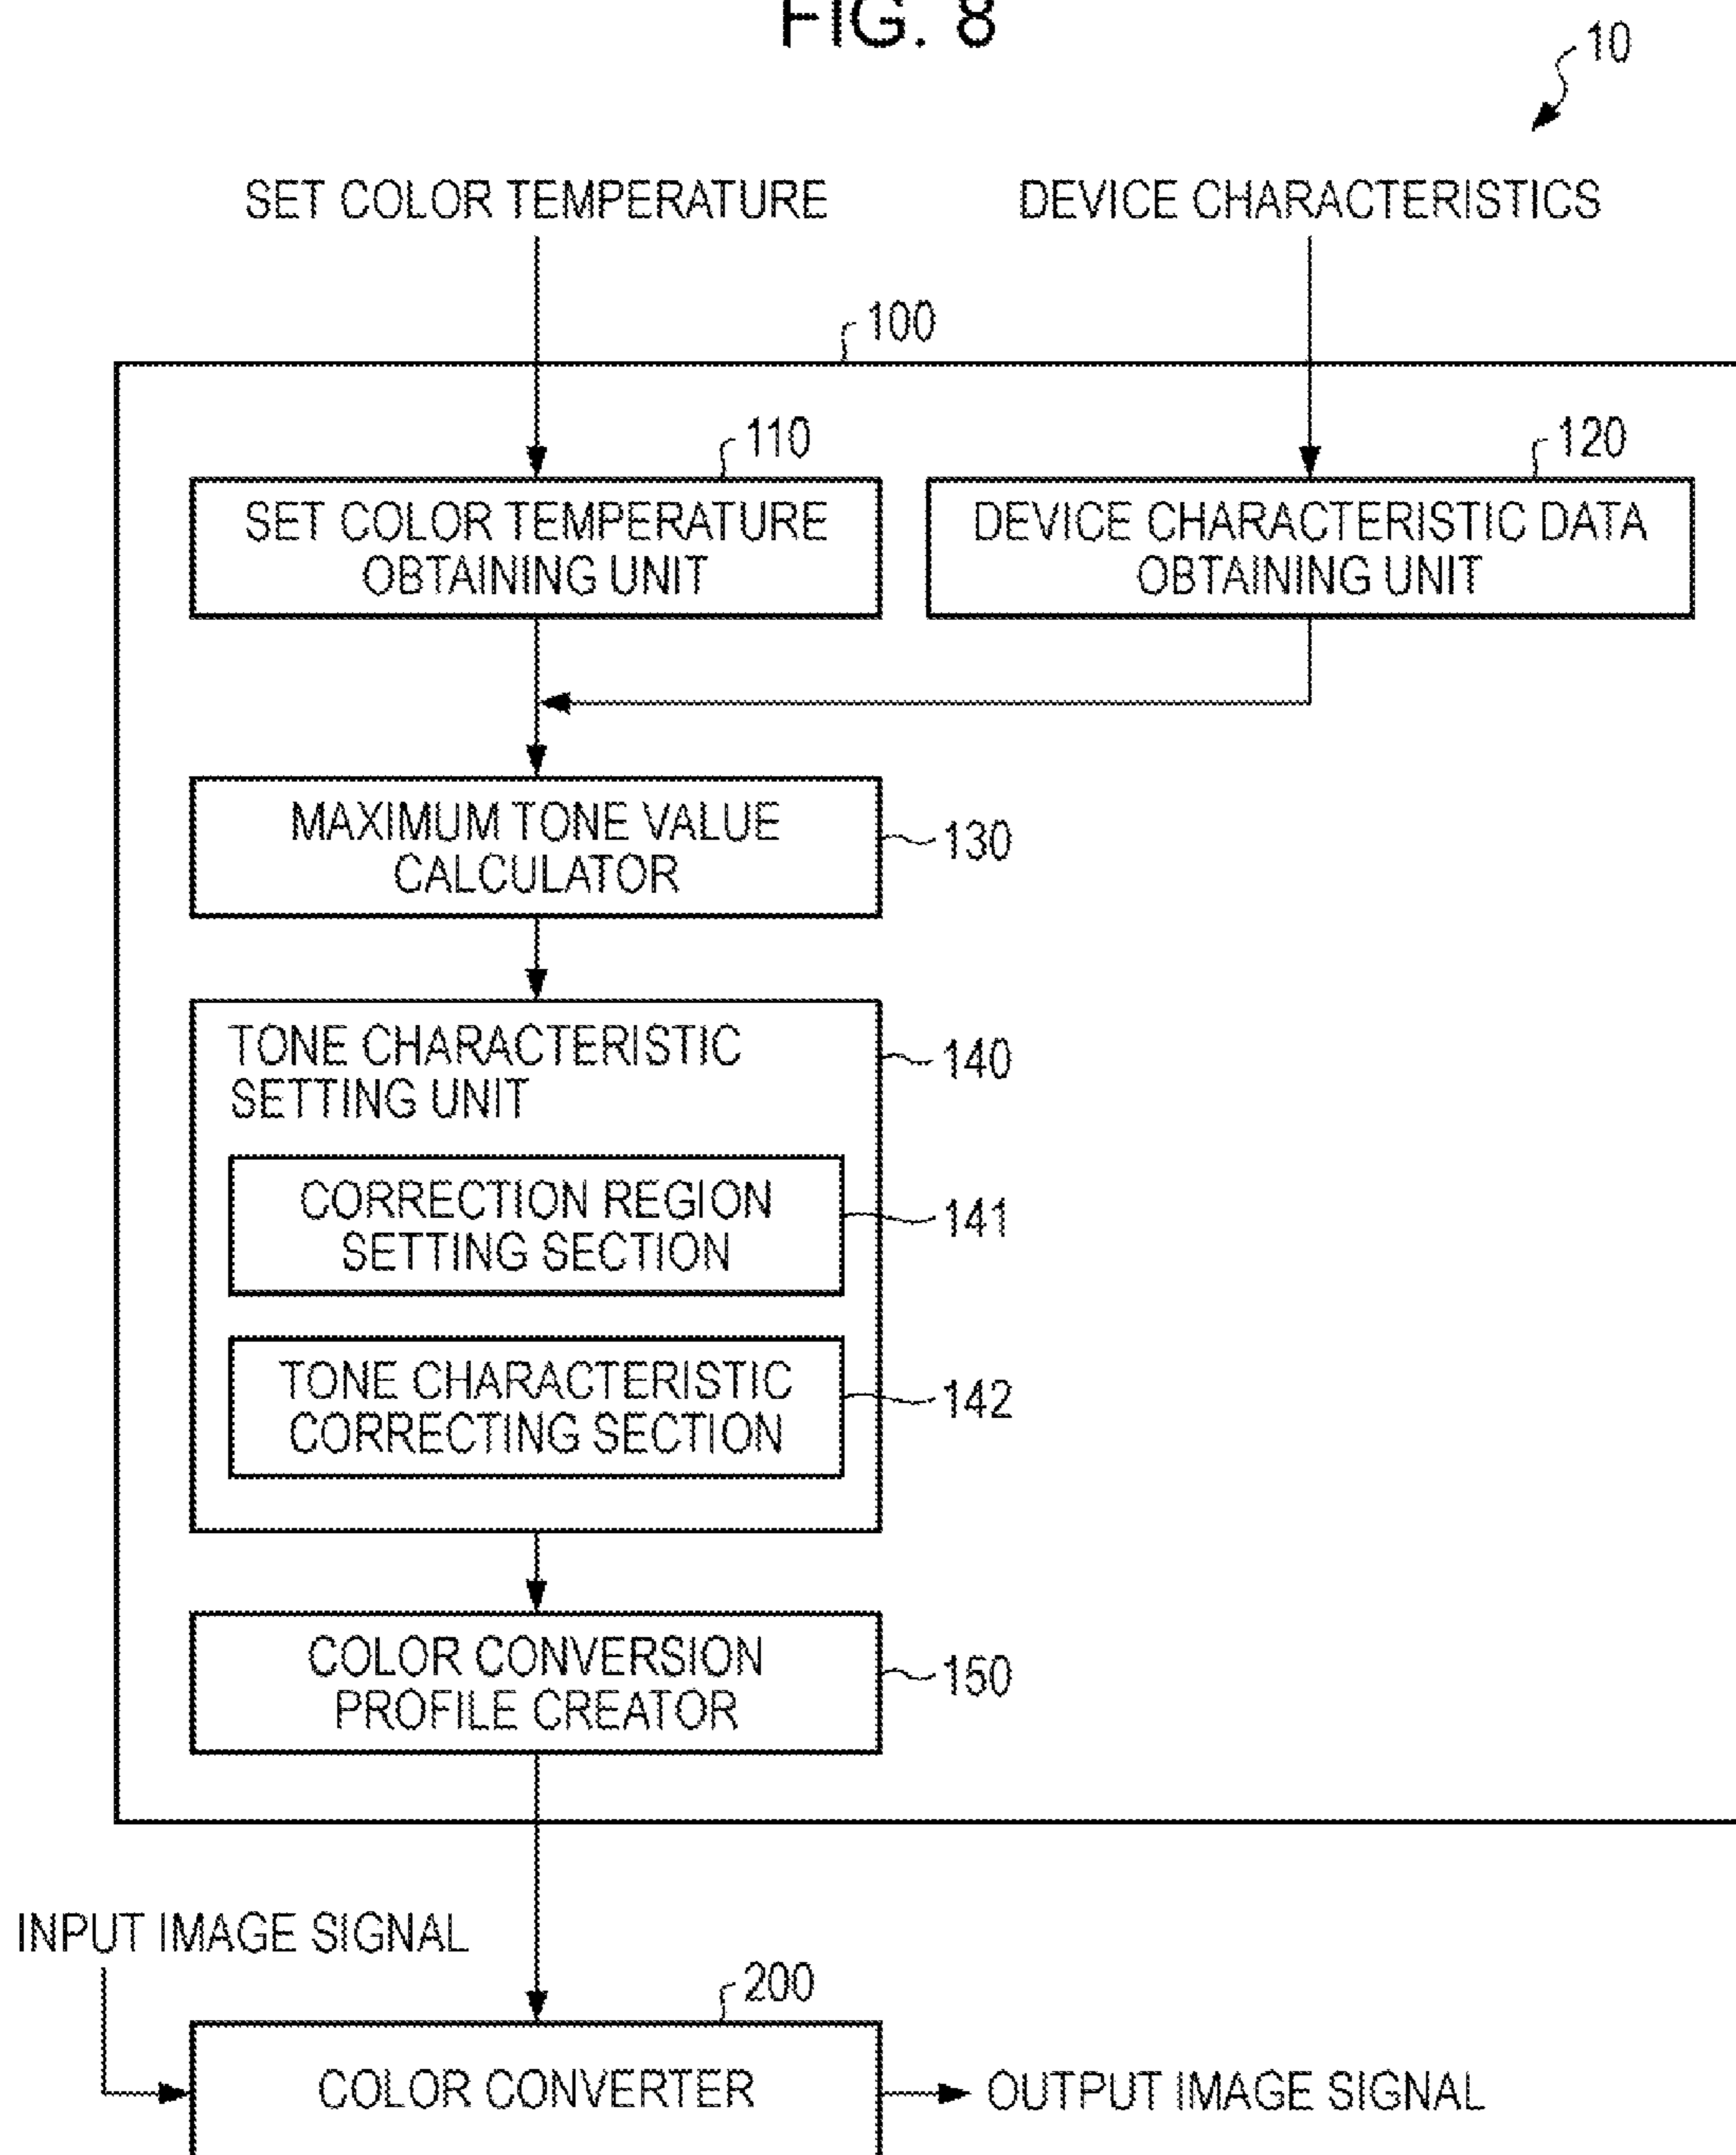 FIG. 8
10
SET COLOR TEMPERATURE
DEVICE CHARACTERISTICS
100
110
120
SET COLOR TEMPERATURE
OBTAINING UNIT
DEVICE CHARACTERISTIC DATA
OBTAINING UNIT
MAXIMUM TONE VALUE
CALCULATOR
130
TONE CHARACTERISTIC
SETTING UNIT
140
CORRECTION REGION
SETTING SECTION
141
TONE CHARACTERISTIC
CORRECTING SECTION
142
COLOR CONVERSION
PROFILE CREATOR
150
INPUT IMAGE SIGNAL
200
COLOR CONVERTER
OUTPUT IMAGE SIGNAL